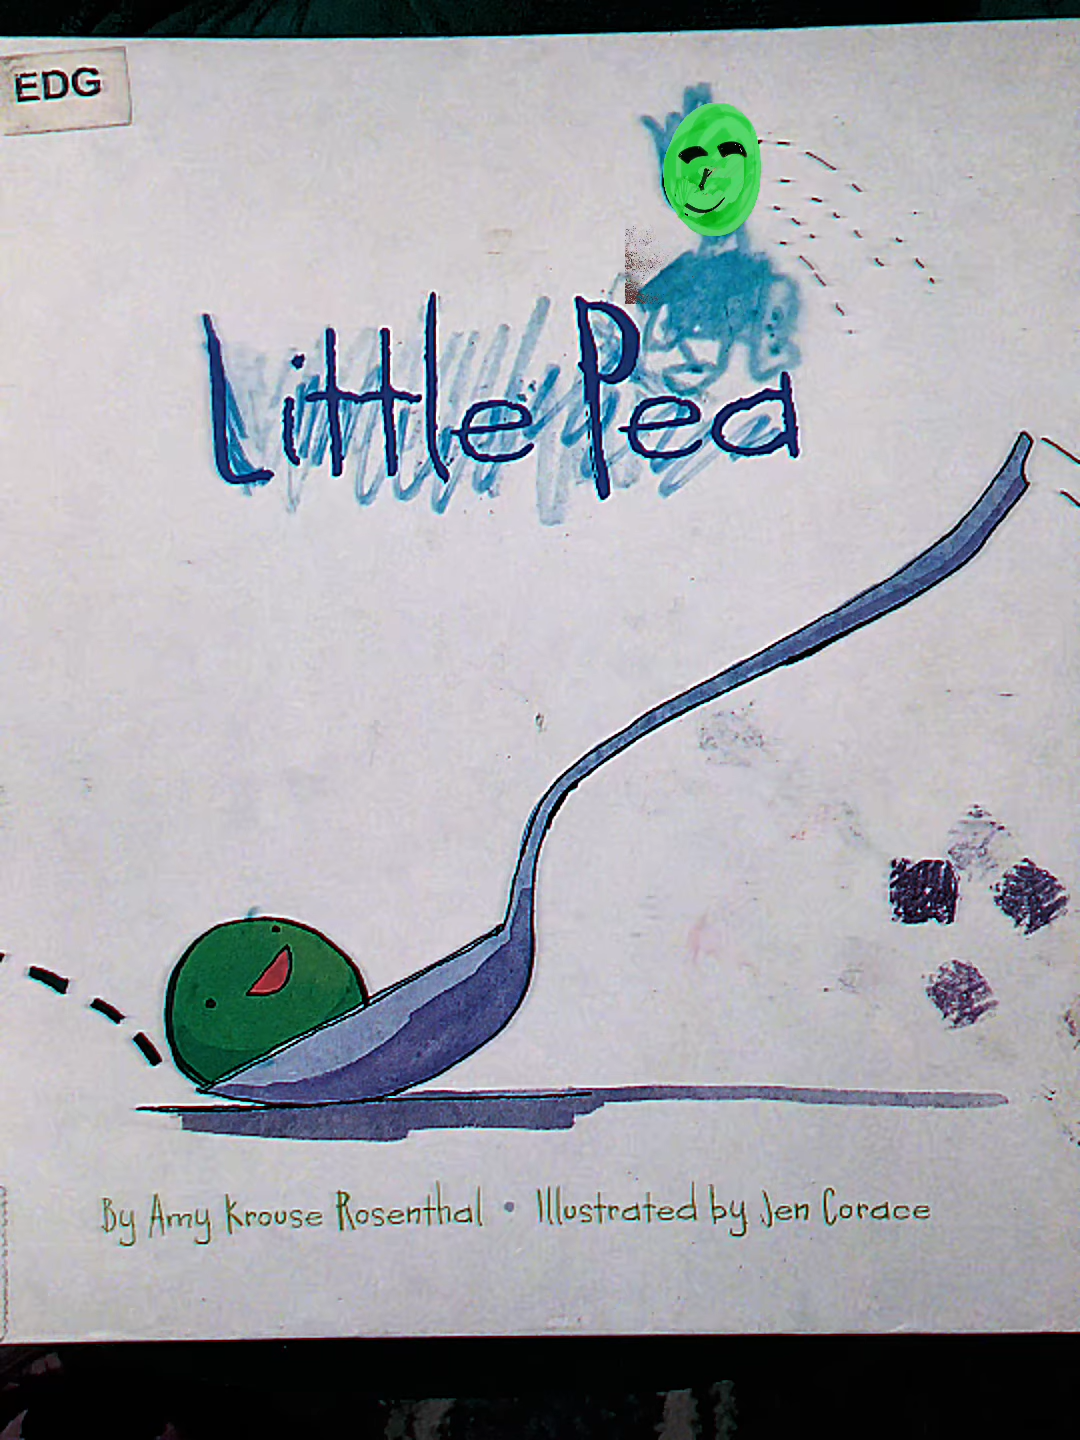 EDG
Little Pea
By Amy Krouse Rosenthal • Illustrated by Jen Corace